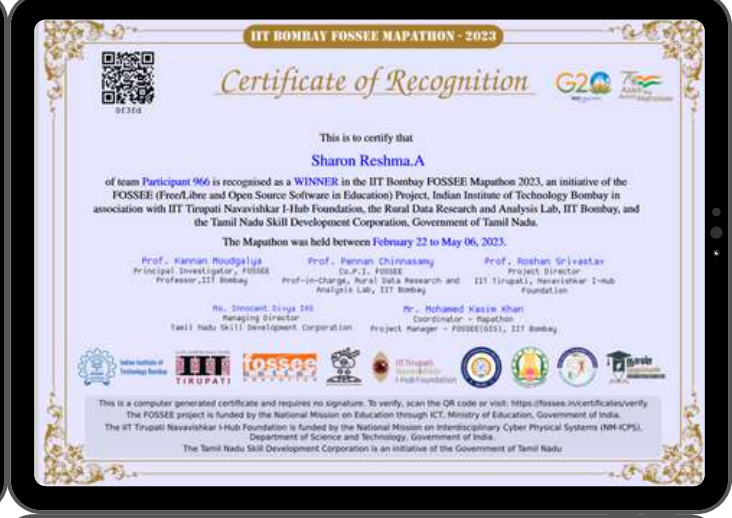 IIT BOMBAY FOSSEE MAPATHON - 2023
Certificate of Recognition
G20
0f3fd
This is to certify that
Sharon Reshma.A
of team Participant 966 is recognised as a WINNER in the IIT Bombay FOSSEE Mapathon 2023, an initiative of the
FOSSEE (Free/Libre and Open Source Software in Education) Project, Indian Institute of Technology Bombay in
association with IIT Tirupati Navavishkar I-Hub Foundation, the Rural Data Research and Analysis Lab, IIT Bombay, and
the Tamil Nadu Skill Development Corporation, Government of Tamil Nadu.
The Mapathon was held between February 22 to May 06, 2023.
Prof. Kannan Moudgalya Prof. Pennan Chinnasamy Prof. Roshan Srivastav
Principal Investigator, FOSSEE Co.P.I. FOSSEE Project Director
Professor,IIT Bombay Prof-in-Charge, Rural Data Research and IIT Tirupati, Navavishkar I-Hub
Analysis Lab, IIT Bombay Foundation
Ms. Innocent Divya IAS Mr. Mohamed Kasim Khan
Managing Director Coordinator - Mapathon
Tamil Nadu Skill Development Corporation Project Manager - FOSSEE(GIS), IIT Bombay
Indian Institute of
Technology Bombay
TIRUPATI
fossee
IITTirupati
Navavishkar
I-Hub Foundation
This is a computer generated certificate and requires no signature. To verify, scan the QR code or visit: https://fossee.in/certificates/verify.
The FOSSEE project is funded by the National Mission on Education through ICT, Ministry of Education, Government of India.
The IIT Tirupati Navavishkar I-Hub Foundation is funded by the National Mission on Interdisciplinary Cyber Physical Systems (NM-ICPS),
Department of Science and Technology, Government of India.
The Tamil Nadu Skill Development Corporation is an initiative of the Government of Tamil Nadu